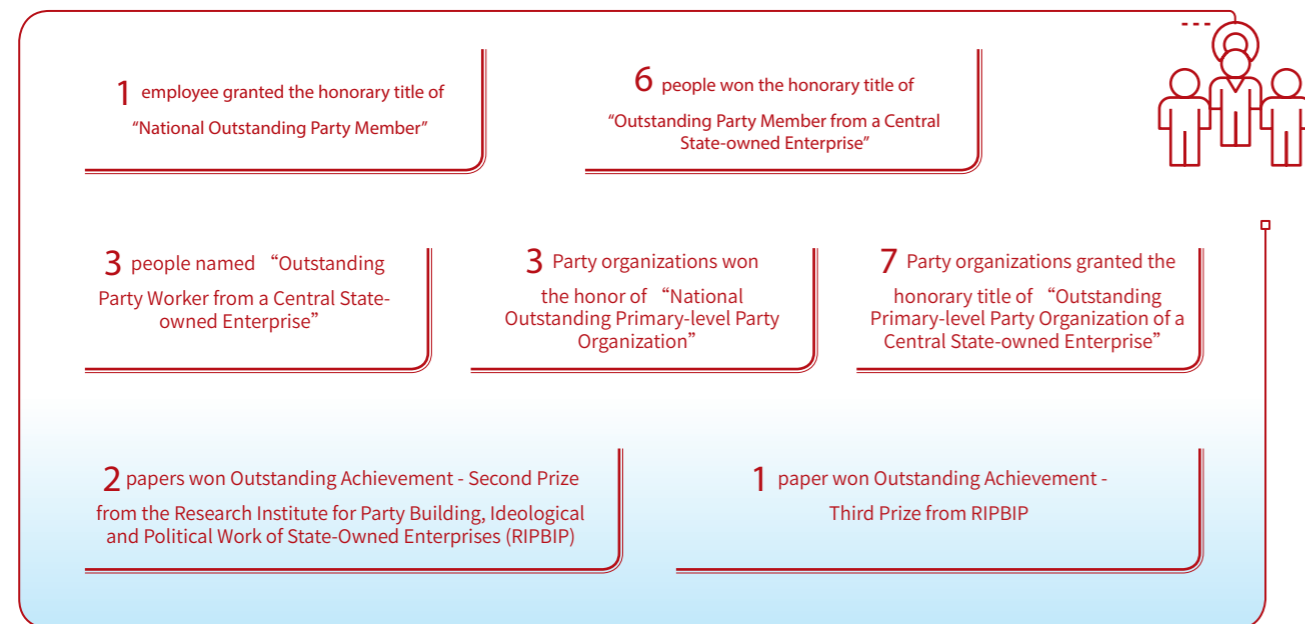 1 employee granted the honorary title of
“National Outstanding Party Member”
6 people won the honorary title of
“Outstanding Party Member from a Central
State-owned Enterprise”
3 people named “Outstanding
Party Worker from a Central State-
owned Enterprise”
3 Party organizations won
the honor of “National
Outstanding Primary-level Party
Organization”
7 Party organizations granted the
honorary title of “Outstanding
Primary-level Party Organization of a
Central State-owned Enterprise”
2 papers won Outstanding Achievement - Second Prize
from the Research Institute for Party Building, Ideological
and Political Work of State-Owned Enterprises (RIPBIP)
1 paper won Outstanding Achievement -
Third Prize from RIPBIP